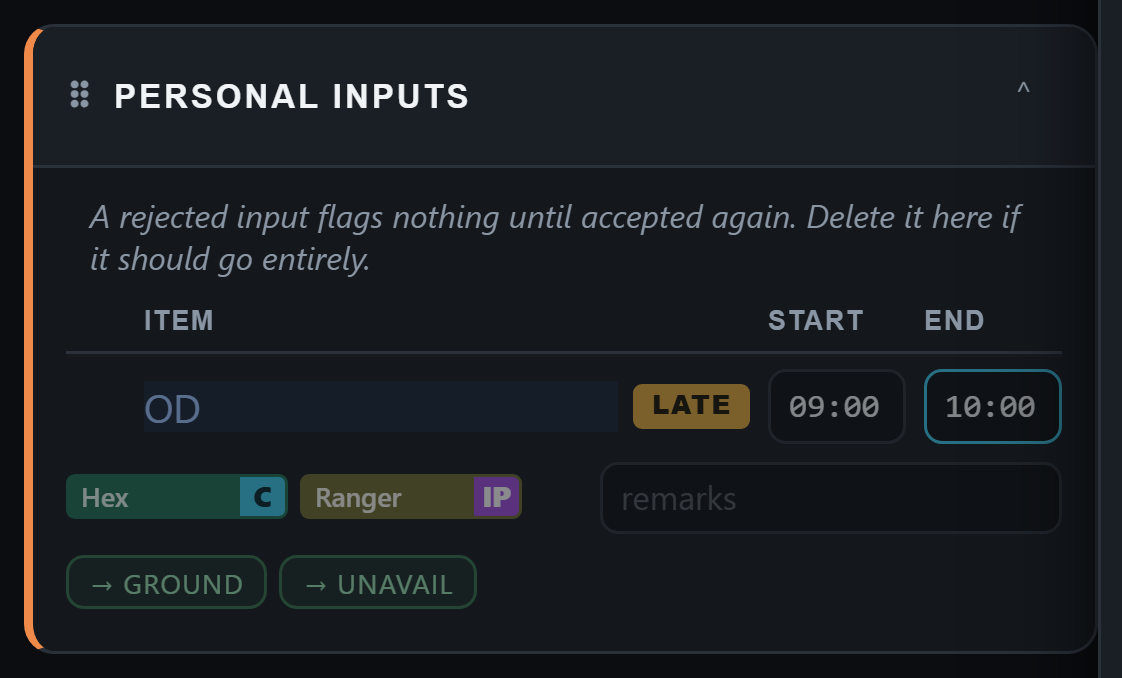 PERSONAL INPUTS ^
A rejected input flags nothing until accepted again. Delete it here if
it should go entirely.
ITEM START END
OD LATE 09:00 10:00
Hex C Ranger IP remarks
→ GROUND → UNAVAIL